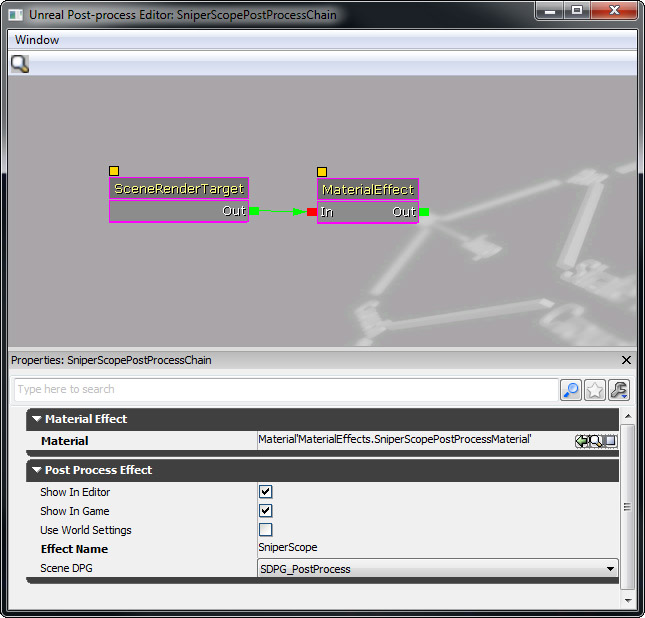 Unreal Post-process Editor: SniperScopePostProcessChain
Window
SceneRenderTarget
Out
MaterialEffect
In Out
Properties: SniperScopePostProcessChain
Type here to search
Material Effect
Material Material'MaterialEffects.SniperScopePostProcessMaterial'
Post Process Effect
Show In Editor
Show In Game
Use World Settings
Effect Name SniperScope
Scene DPG SDPG_PostProcess